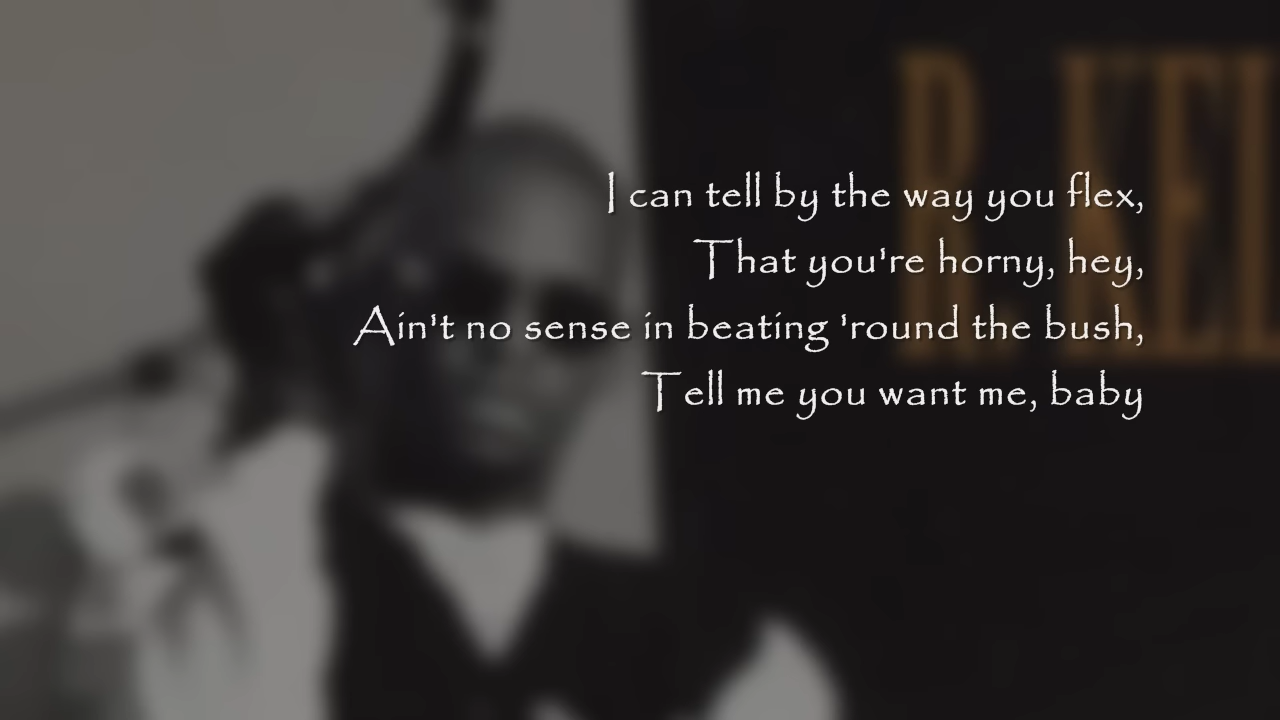 R. KEL
I can tell by the way you flex,
That you're horny, hey,
Ain't no sense in beating 'round the bush,
Tell me you want me, baby